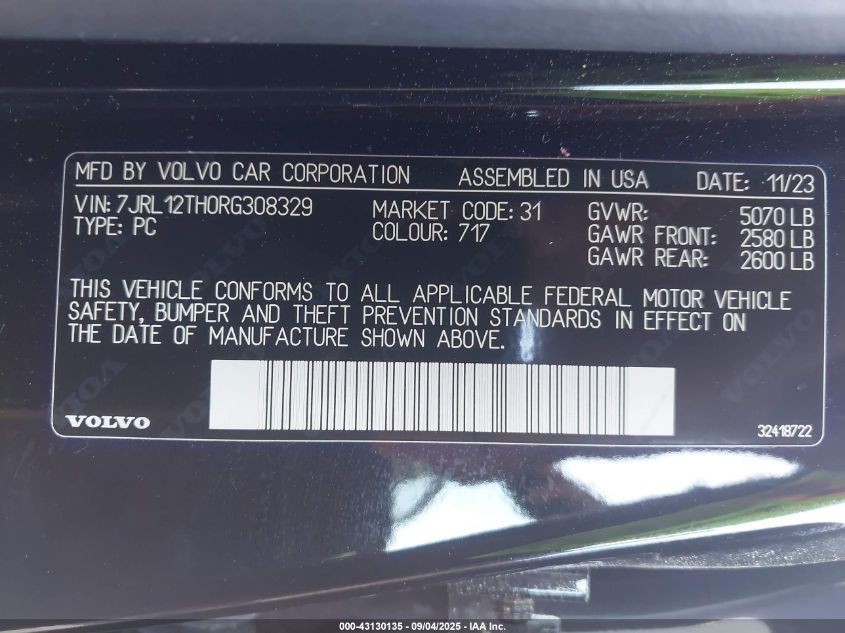 MFD BY VOLVO CAR CORPORATION ASSEMBLED IN USA DATE: 11/23
VIN: 7JRL12TH0RG308329 MARKET CODE: 31 GVWR: 5070 LB
TYPE: PC COLOUR: 717 GAWR FRONT: 2580 LB
GAWR REAR: 2600 LB
THIS VEHICLE CONFORMS TO ALL APPLICABLE FEDERAL MOTOR VEHICLE
SAFETY, BUMPER AND THEFT PREVENTION STANDARDS IN EFFECT ON
THE DATE OF MANUFACTURE SHOWN ABOVE.
VOLVO 32418722
000-43130135 - 09/04/2025 - IAA Inc.